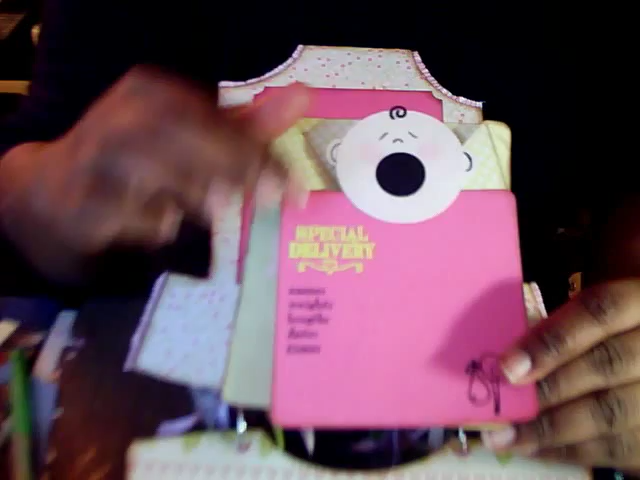 SPECIAL
DELIVERY
name:
weight:
length:
date:
time: